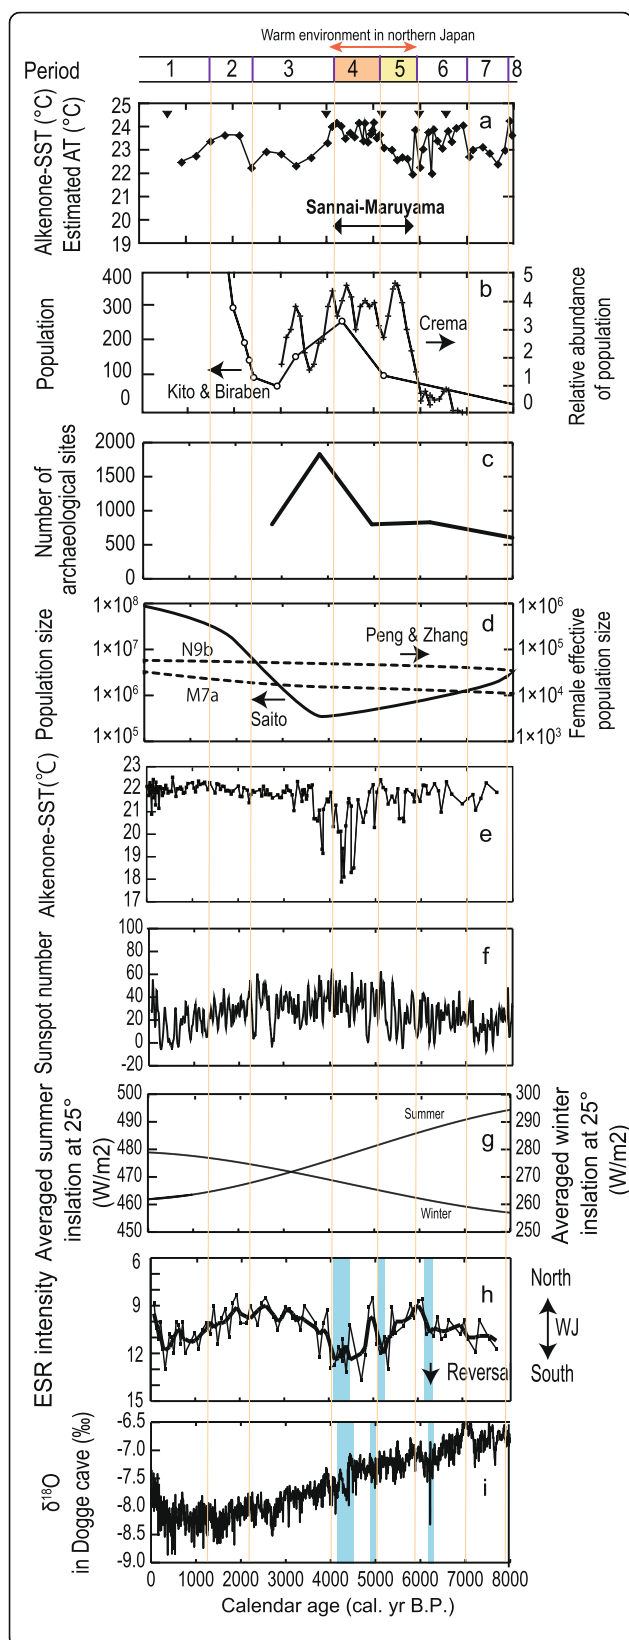 Warm environment in northern Japan
Period 1 2 3 4 5 6 7 8
Alkenone-SST (°C)
Estimated AT (°C)
25
24
23
22
21
20
19
a
Sannai-Maruyama
Population
400
300
200
100
0
b
Crema
Kito & Biraben
5
4
3
2
1
0
Relative abundance
of population
Number of
archaeological sites
2000
1500
1000
500
0
c
Population size
1×10⁸
1×10⁷
1×10⁶
1×10⁵
d
Peng & Zhang
N9b
M7a
Saito
1×10⁶
1×10⁵
1×10⁴
1×10³
Female effective
population size
Alkenone-SST(℃)
23
22
21
20
19
18
17
e
Sunspot number
100
80
60
40
20
0
-20
f
Averaged summer
inslation at 25°
(W/m2)
500
490
480
470
460
450
Summer
g
Winter
300
290
280
270
260
250
Averaged winter
inslation at 25°
(W/m2)
ESR intensity
6
9
12
15
h
Reversal
North
WJ
South
δ¹⁸O
in Dogge cave (‰)
-6.5
-7.0
-7.5
-8.0
-8.5
-9.0
i
0 1000 2000 3000 4000 5000 6000 7000 8000
Calendar age (cal. yr B.P.)